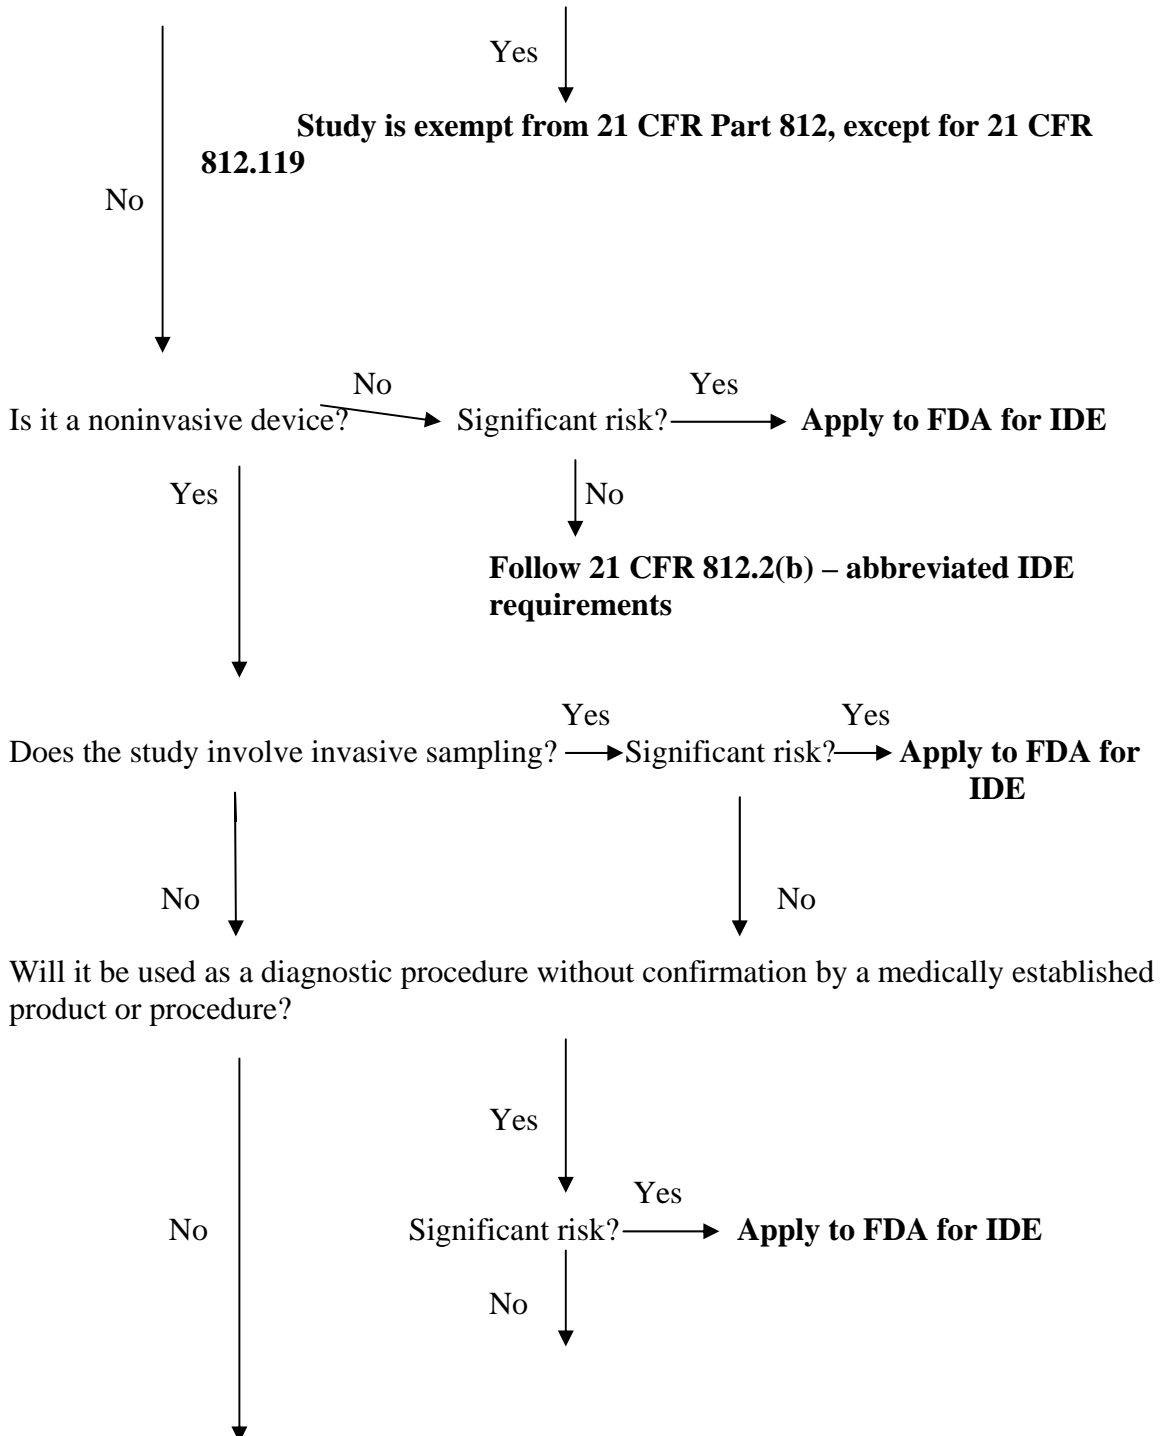 Yes
Study is exempt from 21 CFR Part 812, except for 21 CFR
812.119
No
No
Yes
Is it a noninvasive device?
Significant risk?
Apply to FDA for IDE
Yes
No
Follow 21 CFR 812.2(b) – abbreviated IDE
requirements
Yes
Yes
Does the study involve invasive sampling?
Significant risk?
Apply to FDA for
IDE
No
No
Will it be used as a diagnostic procedure without confirmation by a medically established
product or procedure?
Yes
Yes
No
Significant risk?
Apply to FDA for IDE
No